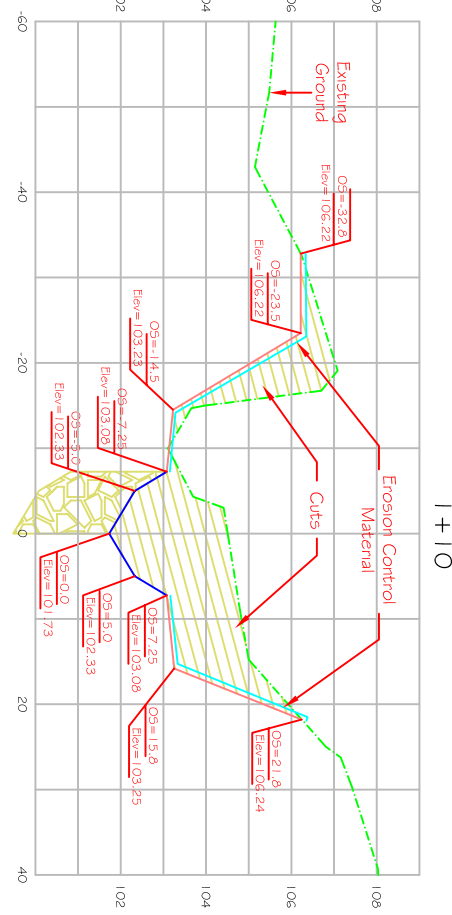 1+10
Existing
Ground
OS=-32.8
Elev=106.22
OS=-23.5
Elev=106.22
OS=-14.5
Elev=103.23
OS=-7.25
Elev=103.08
OS=-5.0
Elev=102.33
OS=0.0
Elev=101.73
OS=5.0
Elev=102.33
OS=7.25
Elev=103.08
OS=15.8
Elev=103.25
OS=21.8
Elev=106.24
Erosion Control
Material
Cuts
-60
-40
-20
0
20
40
108
106
104
102
108
106
104
102